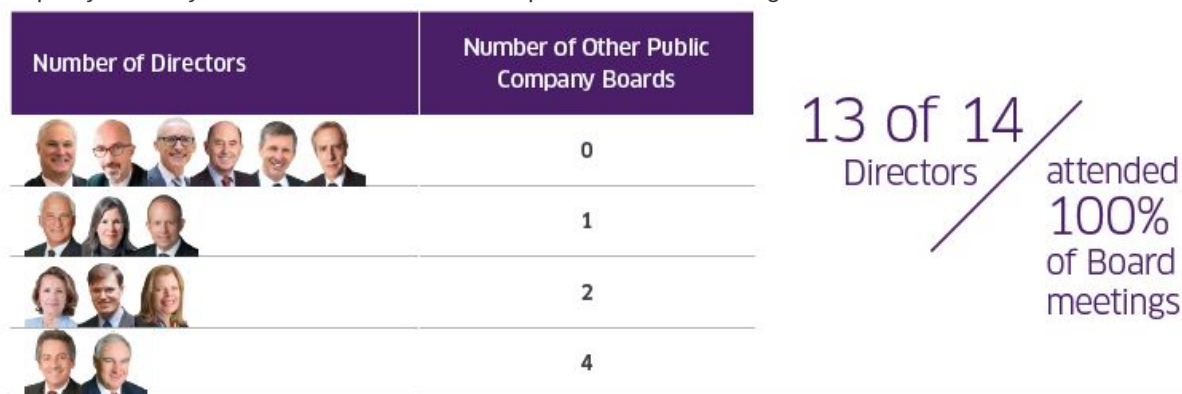 Number of Directors
Number of Other Public
Company Boards
0
1
2
4
13 of 14
Directors
attended
100%
of Board
meetings